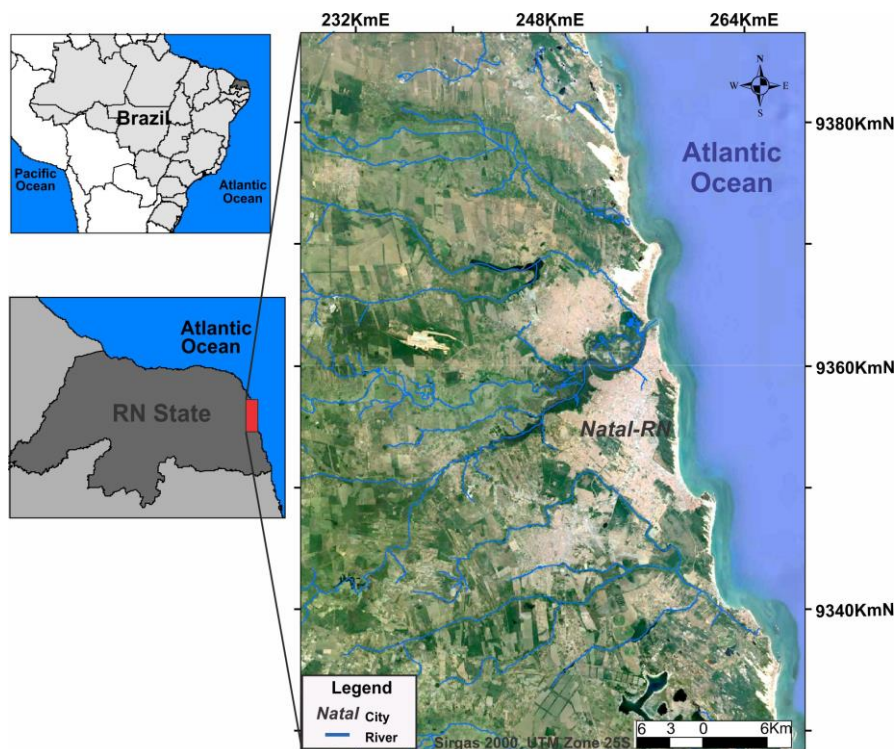 232KmE 248KmE 264KmE
Brazil
Pacific
Ocean
Atlantic
Ocean
N
W E
S
9380KmN
Atlantic
Ocean
Atlantic
Ocean
RN State
9360KmN
Natal-RN
9340KmN
Legend
Natal City
River
6 3 0 6Km
Sirgas 2000, UTM Zone 25S